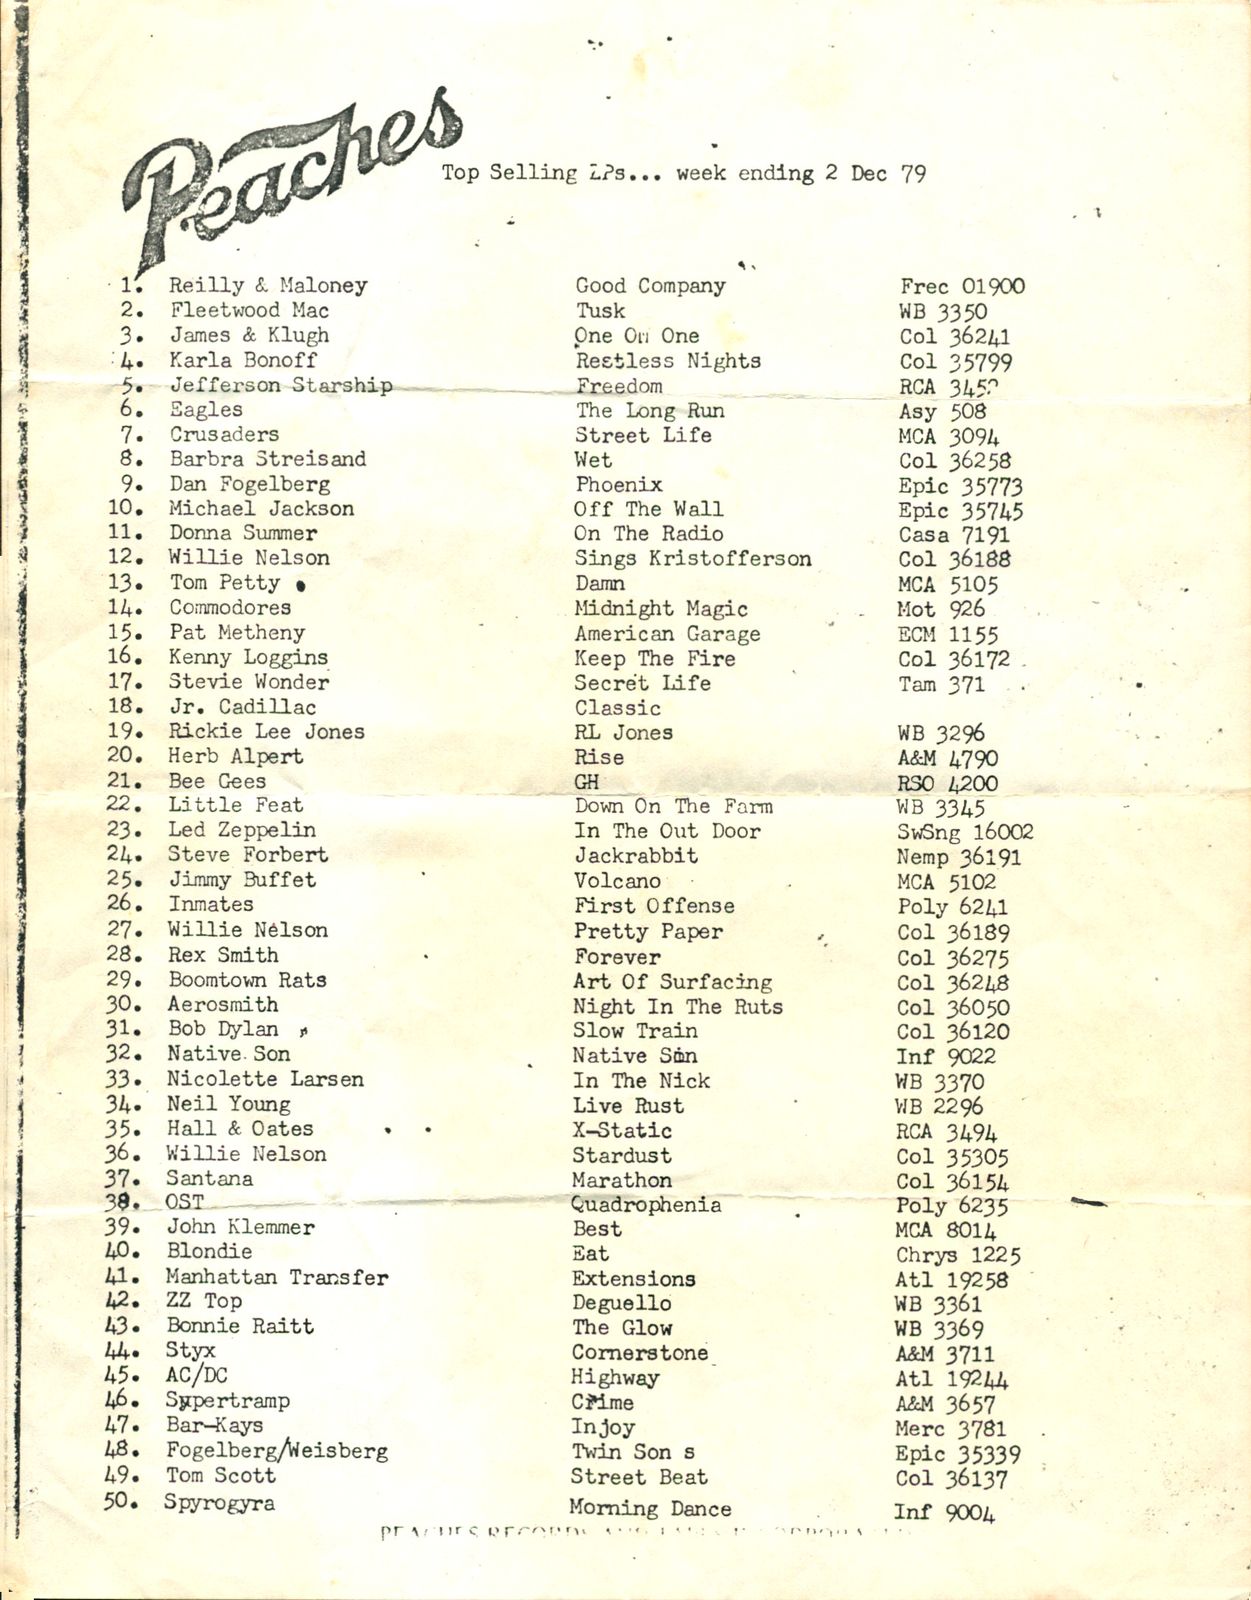 Peaches
Top Selling LPs... week ending 2 Dec 79
1. Reilly & Maloney Good Company Frec 01900
2. Fleetwood Mac Tusk WB 3350
3. James & Klugh One On One Col 36241
4. Karla Bonoff Restless Nights Col 35799
5. Jefferson Starship Freedom RCA
6. Eagles The Long Run Asy 508
7. Crusaders Street Life MCA 3094
8. Barbra Streisand Wet Col 36258
9. Dan Fogelberg Phoenix Epic 35773
10. Michael Jackson Off The Wall Epic 35745
11. Donna Summer On The Radio Casa 7191
12. Willie Nelson Sings Kristofferson Col 36188
13. Tom Petty Damn MCA 5105
14. Commodores Midnight Magic Mot 926
15. Pat Metheny American Garage ECM 1155
16. Kenny Loggins Keep The Fire Col 36172
17. Stevie Wonder Secret Life Tam 371
18. Jr. Cadillac Classic
19. Rickie Lee Jones RL Jones WB 3296
20. Herb Alpert Rise A&M 4790
21. Bee Gees GH RSO 4200
22. Little Feat Down On The Farm WB 3345
23. Led Zeppelin In The Out Door SwSng 16002
24. Steve Forbert Jackrabbit Nemp 36191
25. Jimmy Buffet Volcano MCA 5102
26. Inmates First Offense Poly 6241
27. Willie Nelson Pretty Paper Col 36189
28. Rex Smith Forever Col 36275
29. Boomtown Rats Art Of Surfacing Col 36248
30. Aerosmith Night In The Ruts Col 36050
31. Bob Dylan Slow Train Col 36120
32. Native Son Native Son Inf 9022
33. Nicolette Larsen In The Nick WB 3370
34. Neil Young Live Rust WB 2296
35. Hall & Oates X-Static RCA 3494
36. Willie Nelson Stardust Col 35305
37. Santana Marathon Col 36154
38. OST Quadrophenia Poly 6235
39. John Klemmer Best MCA 8014
40. Blondie Eat Chrys 1225
41. Manhattan Transfer Extensions Atl 19258
42. ZZ Top Deguello WB 3361
43. Bonnie Raitt The Glow WB 3369
44. Styx Cornerstone A&M 3711
45. AC/DC Highway Atl 19244
46. Supertramp Crime A&M 3657
47. Bar-Kays Injoy Merc 3781
48. Fogelberg/Weisberg Twin Son s Epic 35339
49. Tom Scott Street Beat Col 36137
50. Spyrogyra Morning Dance Inf 9004
PEACHES RECORDS